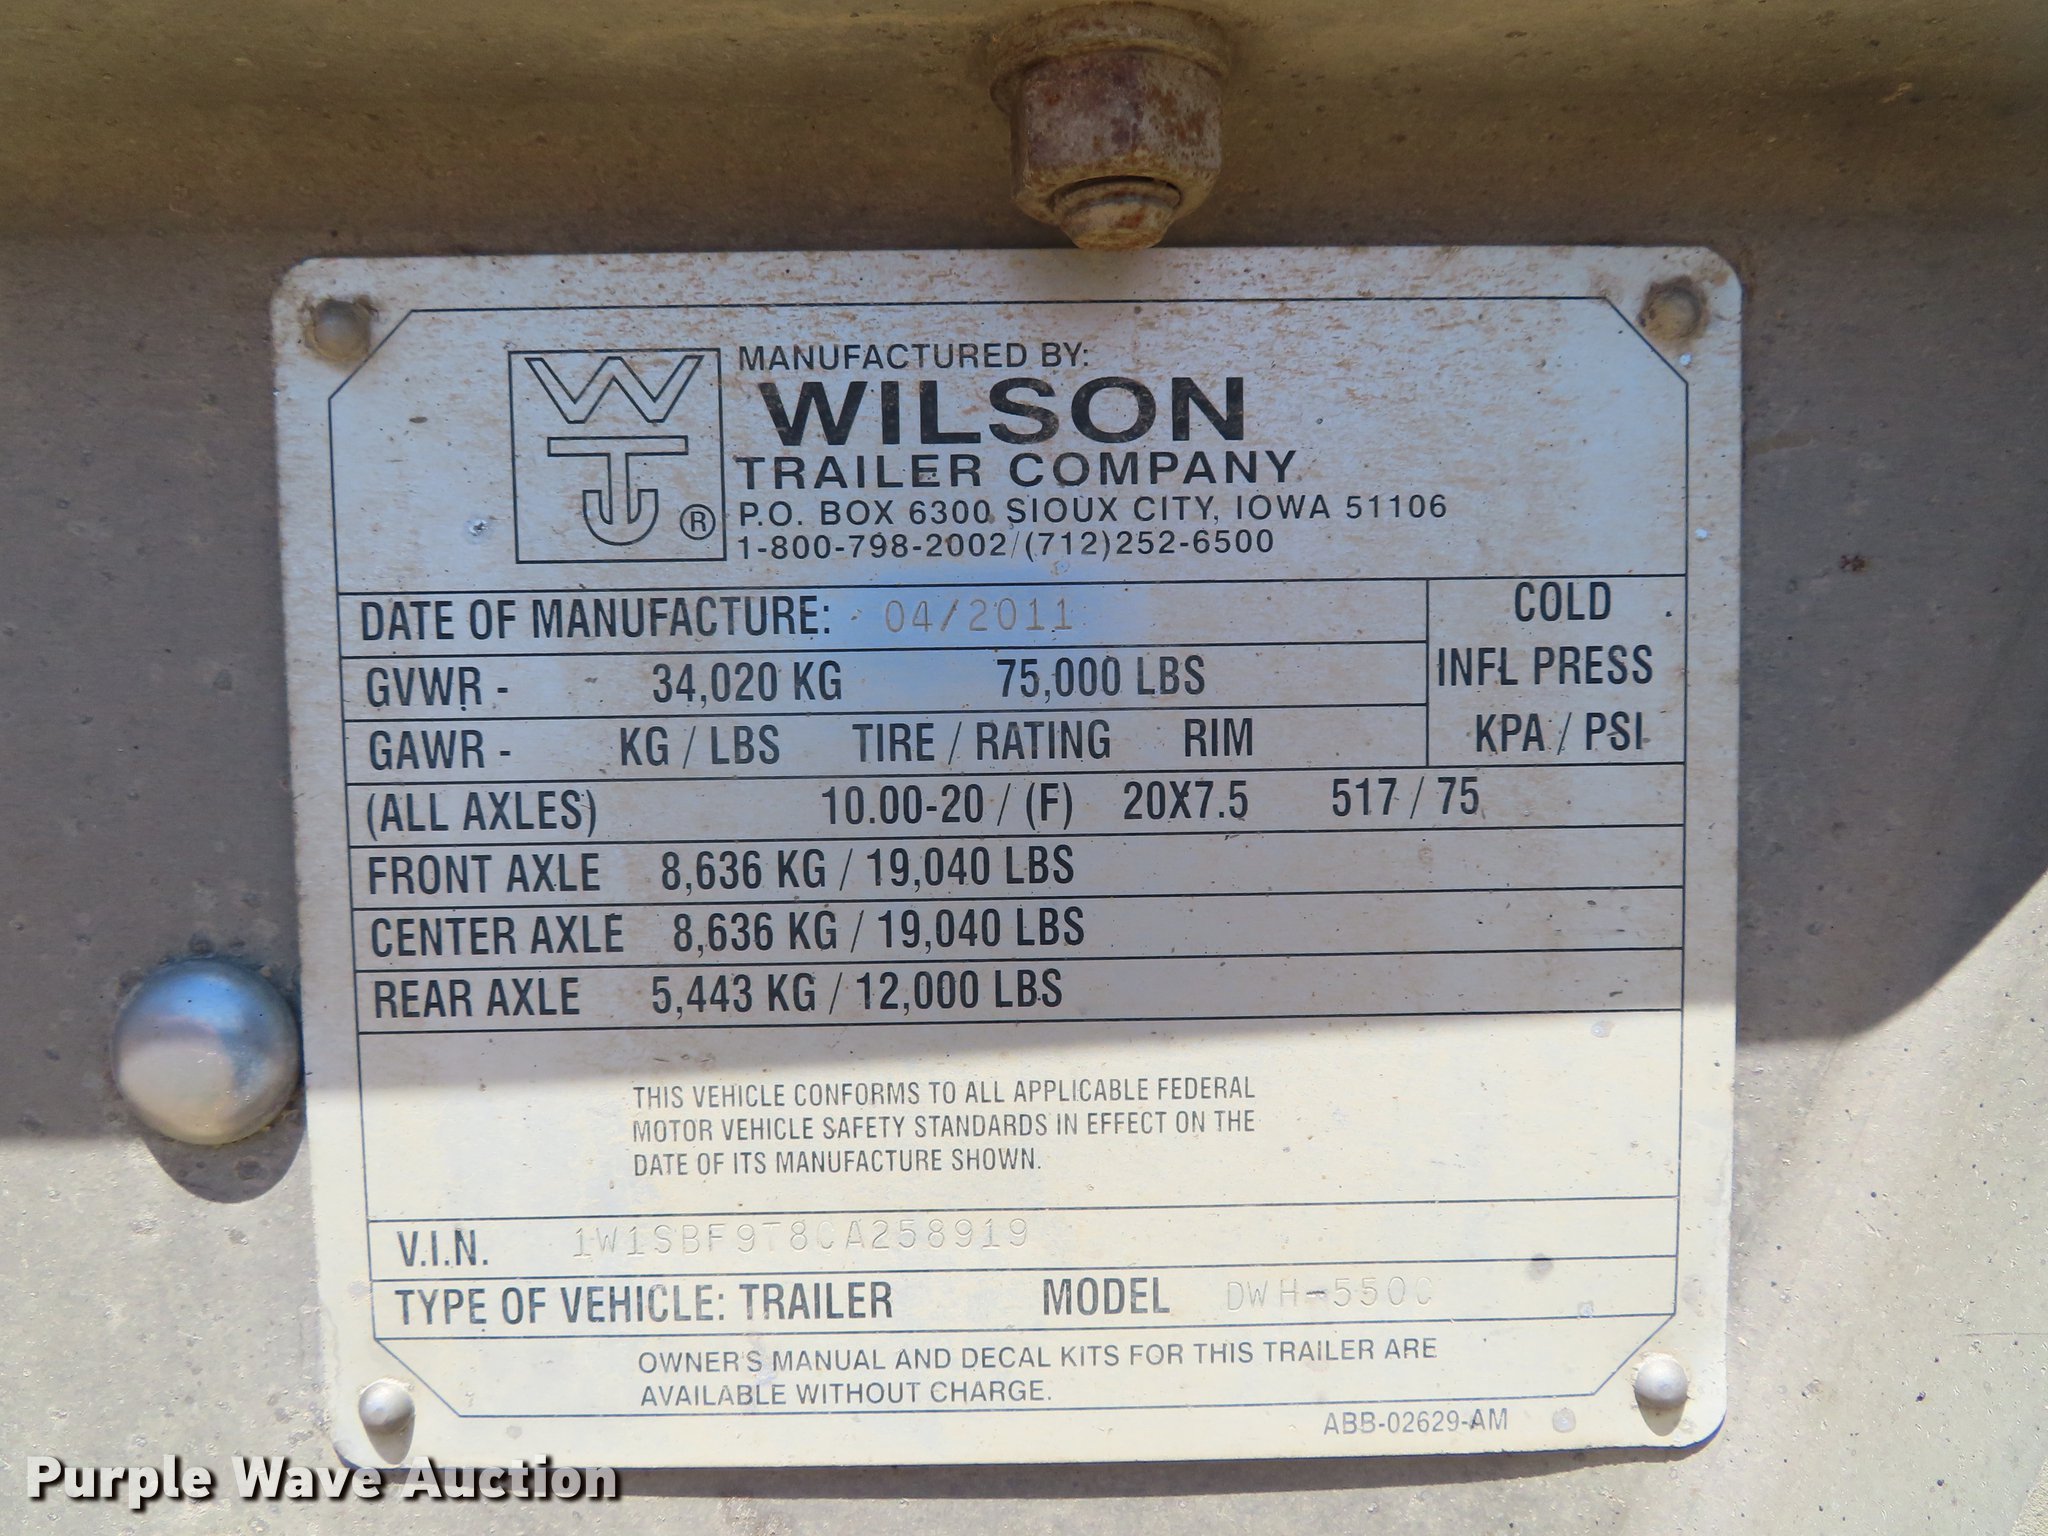 MANUFACTURED BY:
WILSON
TRAILER COMPANY
P.O. BOX 6300 SIOUX CITY, IOWA 51106
1-800-798-2002/(712)252-6500
WTJ ®
DATE OF MANUFACTURE: 04/2011
COLD
GVWR - 34,020 KG 75,000 LBS
INFL PRESS
GAWR - KG / LBS TIRE / RATING RIM
KPA / PSI
(ALL AXLES) 10.00-20 / (F) 20X7.5 517 / 75
FRONT AXLE 8,636 KG / 19,040 LBS
CENTER AXLE 8,636 KG / 19,040 LBS
REAR AXLE 5,443 KG / 12,000 LBS
THIS VEHICLE CONFORMS TO ALL APPLICABLE FEDERAL
MOTOR VEHICLE SAFETY STANDARDS IN EFFECT ON THE
DATE OF ITS MANUFACTURE SHOWN.
V.I.N. 1W1SBF9T8CA258919
TYPE OF VEHICLE: TRAILER MODEL DWH-550C
OWNER'S MANUAL AND DECAL KITS FOR THIS TRAILER ARE
AVAILABLE WITHOUT CHARGE.
ABB-02629-AM
Purple Wave Auction